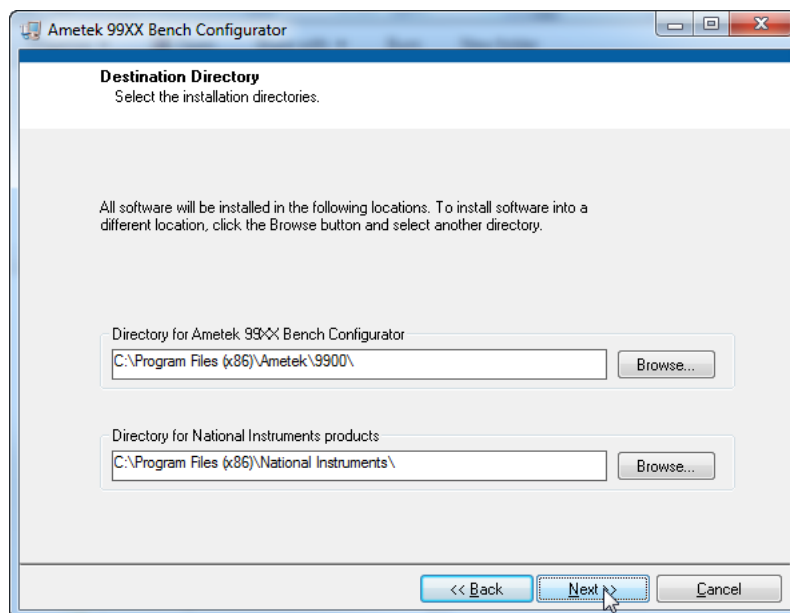 Ametek 99XX Bench Configurator
Destination Directory
Select the installation directories.
All software will be installed in the following locations. To install software into a
different location, click the Browse button and select another directory.
Directory for Ametek 99XX Bench Configurator
C:\Program Files (x86)\Ametek\9900\
Browse...
Directory for National Instruments products
C:\Program Files (x86)\National Instruments\
Browse...
<< Back
Next >>
Cancel